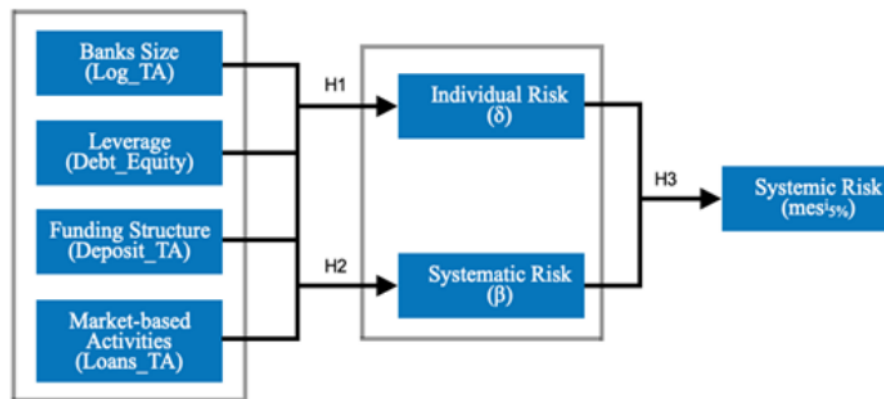 Banks Size
(Log_TA)
Leverage
(Debt_Equity)
Funding Structure
(Deposit_TA)
Market-based
Activities
(Loans_TA)
H1
H2
Individual Risk
(δ)
Systematic Risk
(β)
H3
Systemic Risk
(mesⁱ₅%)